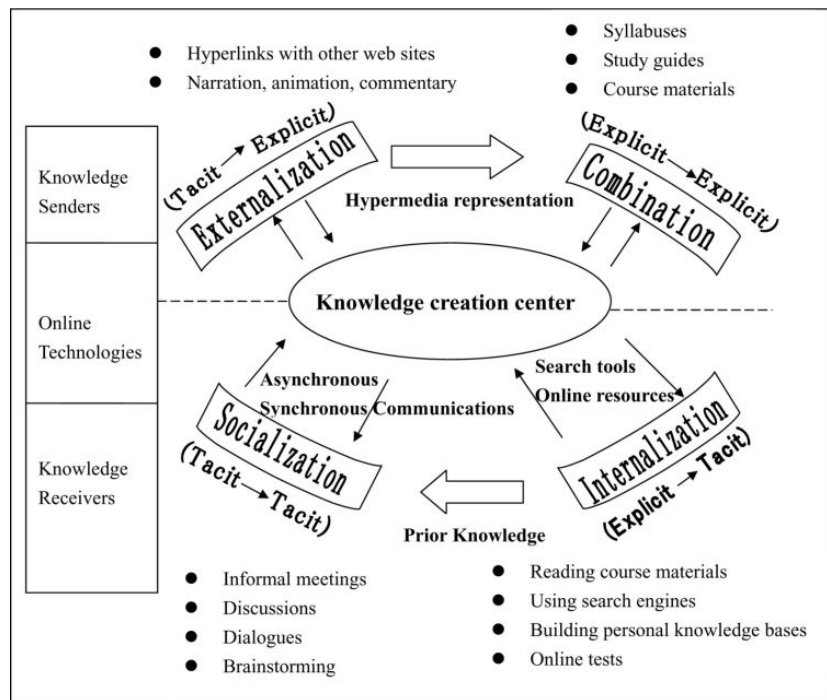 Hyperlinks with other web sites
Narration, animation, commentary
Syllabuses
Study guides
Course materials
(Tacit → Explicit)
Externalization
Hypermedia representation
(Explicit → Explicit)
Combination
Knowledge
Senders
Online
Technologies
Knowledge
Receivers
Knowledge creation center
Asynchronous
Synchronous Communications
Search tools
Online resources
Socialization
(Tacit → Tacit)
Internalization
(Explicit → Tacit)
Prior Knowledge
Informal meetings
Discussions
Dialogues
Brainstorming
Reading course materials
Using search engines
Building personal knowledge bases
Online tests